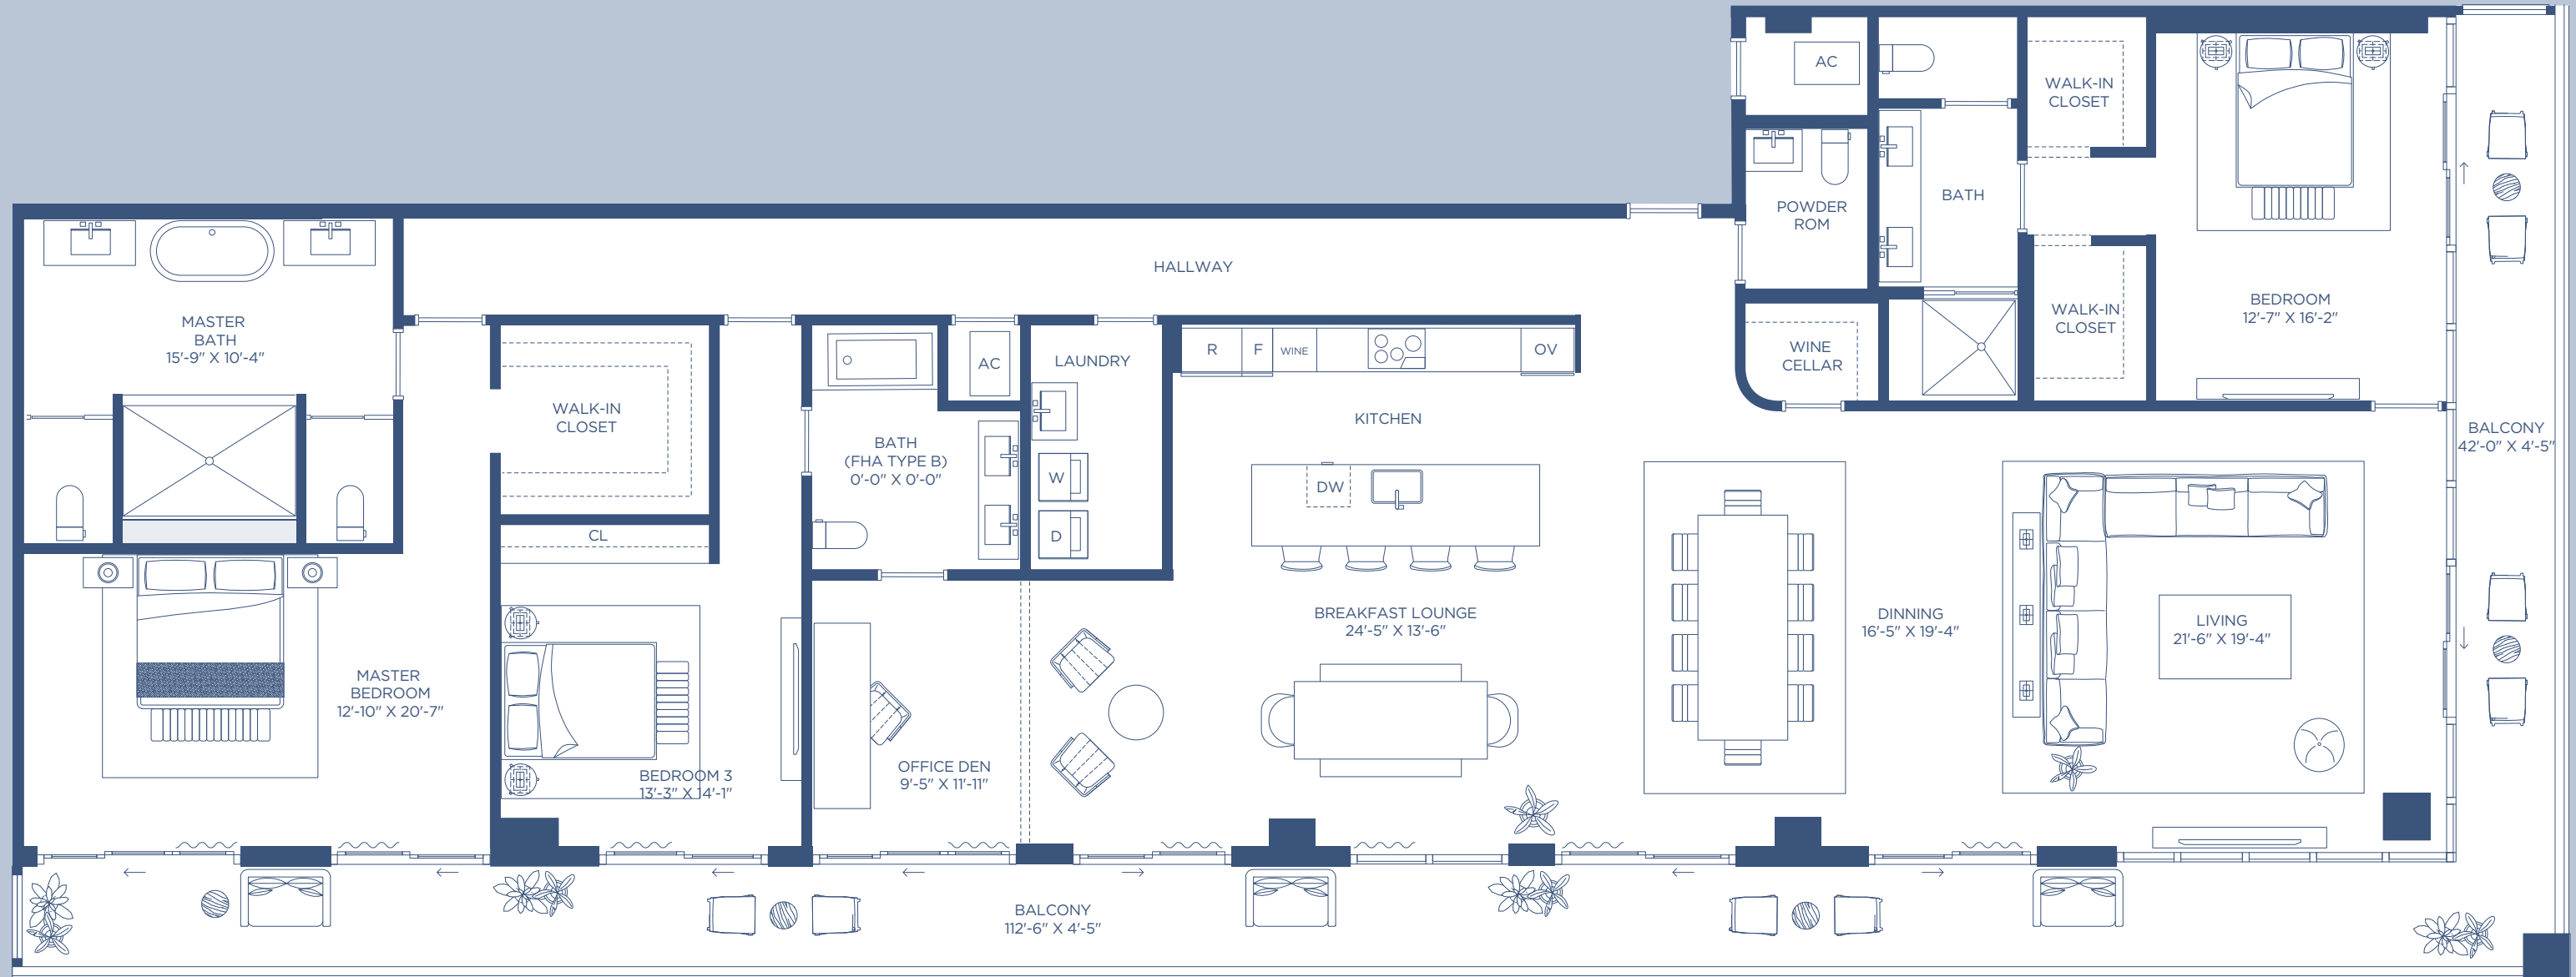 AC
WALK-IN
CLOSET
POWDER
ROM
BATH
HALLWAY
WALK-IN
CLOSET
BEDROOM
12'-7" X 16'-2"
MASTER
BATH
15'-9" X 10'-4"
WALK-IN
CLOSET
AC
LAUNDRY
R
F
WINE
OV
WINE
CELLAR
KITCHEN
BALCONY
42'-0" X 4'-5"
BATH
(FHA TYPE B)
0'-0" X 0'-0"
W
DW
CL
D
BREAKFAST LOUNGE
24'-5" X 13'-6"
DINNING
16'-5" X 19'-4"
LIVING
21'-6" X 19'-4"
MASTER
BEDROOM
12'-10" X 20'-7"
BEDROOM 3
13'-3" X 14'-1"
OFFICE DEN
9'-5" X 11'-11"
BALCONY
112'-6" X 4'-5"